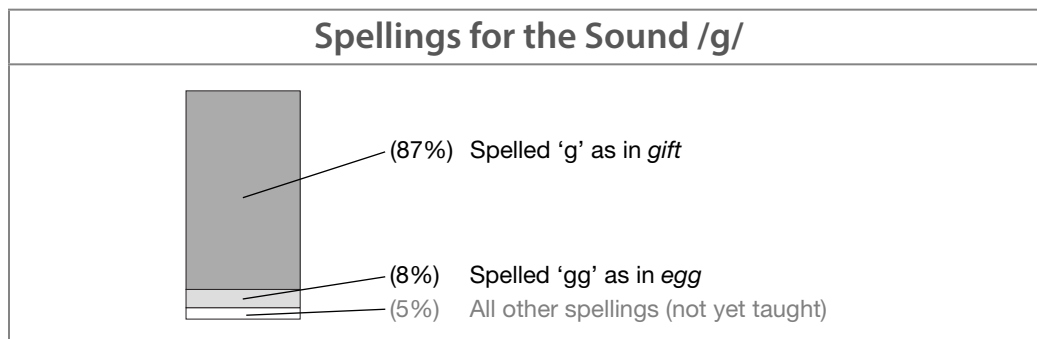 Spellings for the Sound /g/
(87%) Spelled ‘g’ as in gift
(8%) Spelled ‘gg’ as in egg
(5%) All other spellings (not yet taught)